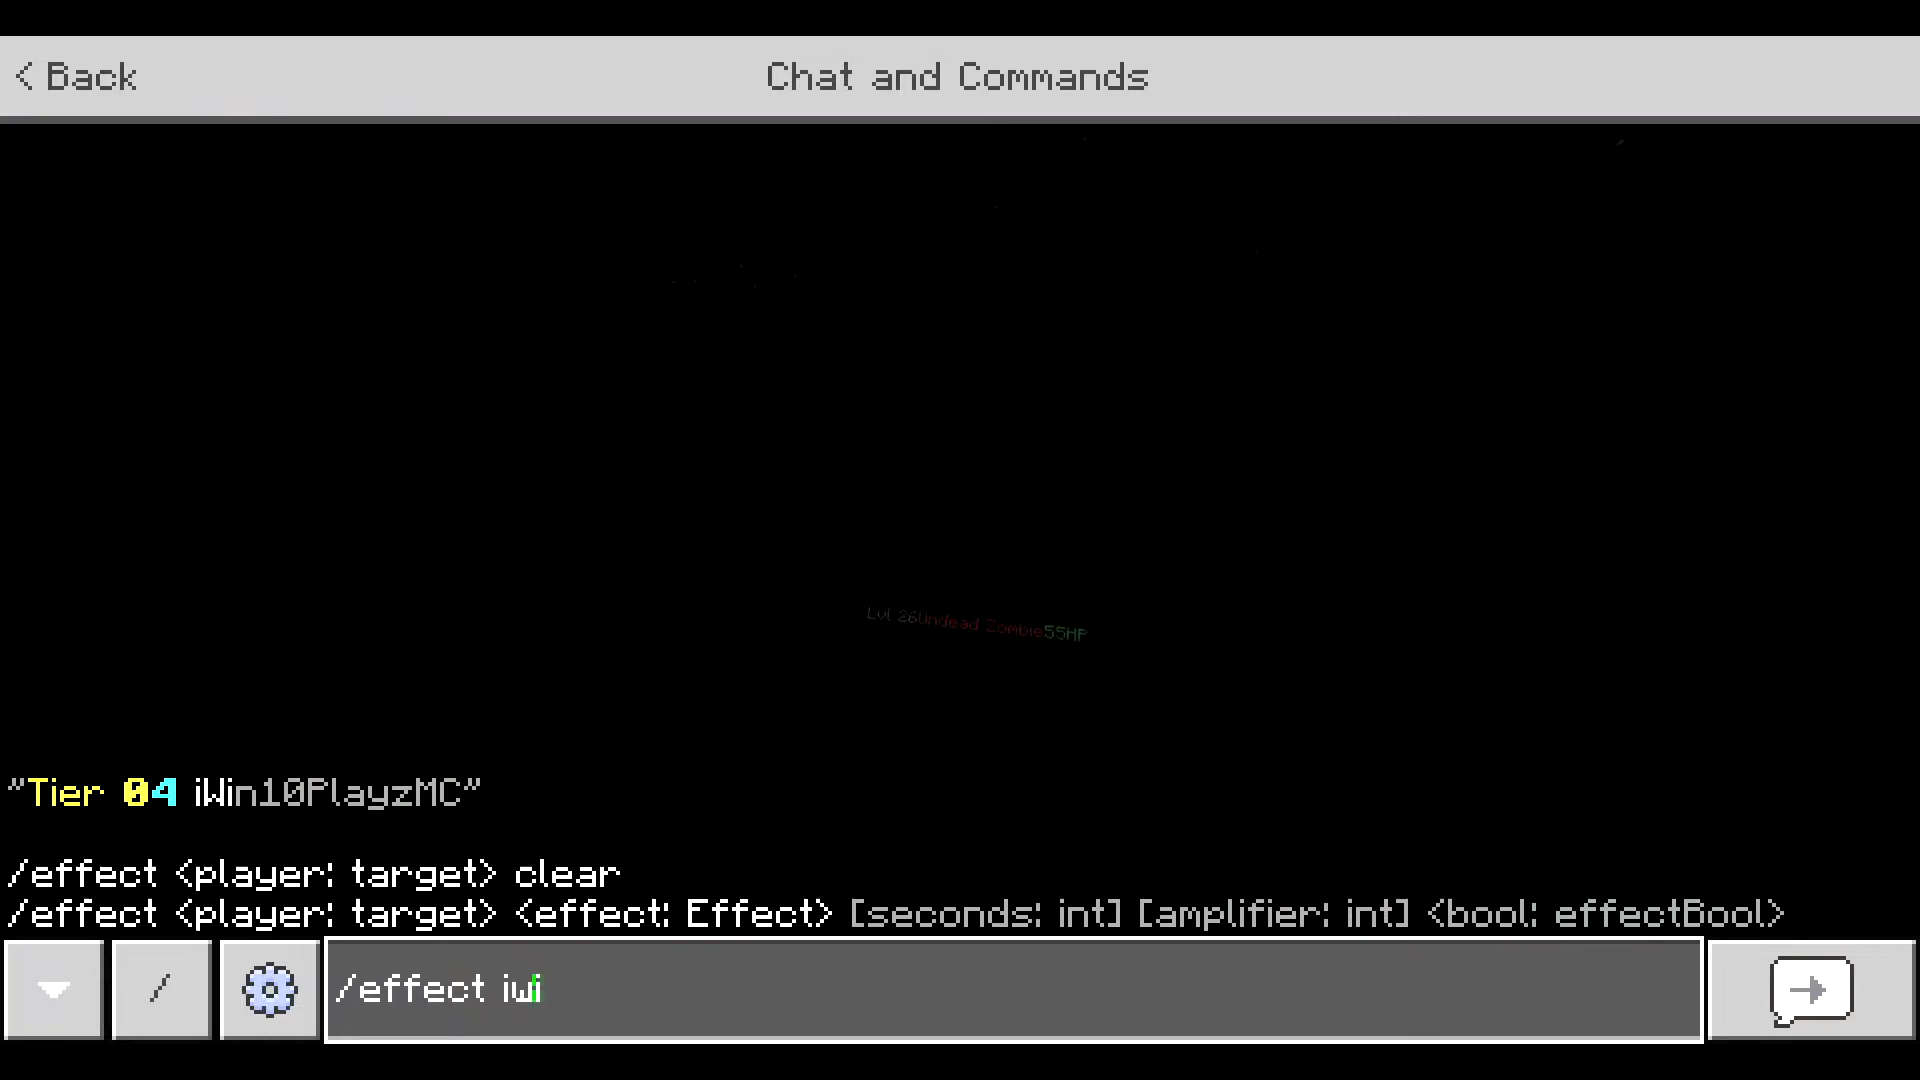 < Back
Chat and Commands
Lvl 26Undead Zombie55HP
"Tier 04 iWin10PlayzMC"
/effect <player: target> clear
/effect <player: target> <effect: Effect> [seconds: int] [amplifier: int] <bool: effectBool>
/
/effect iwi